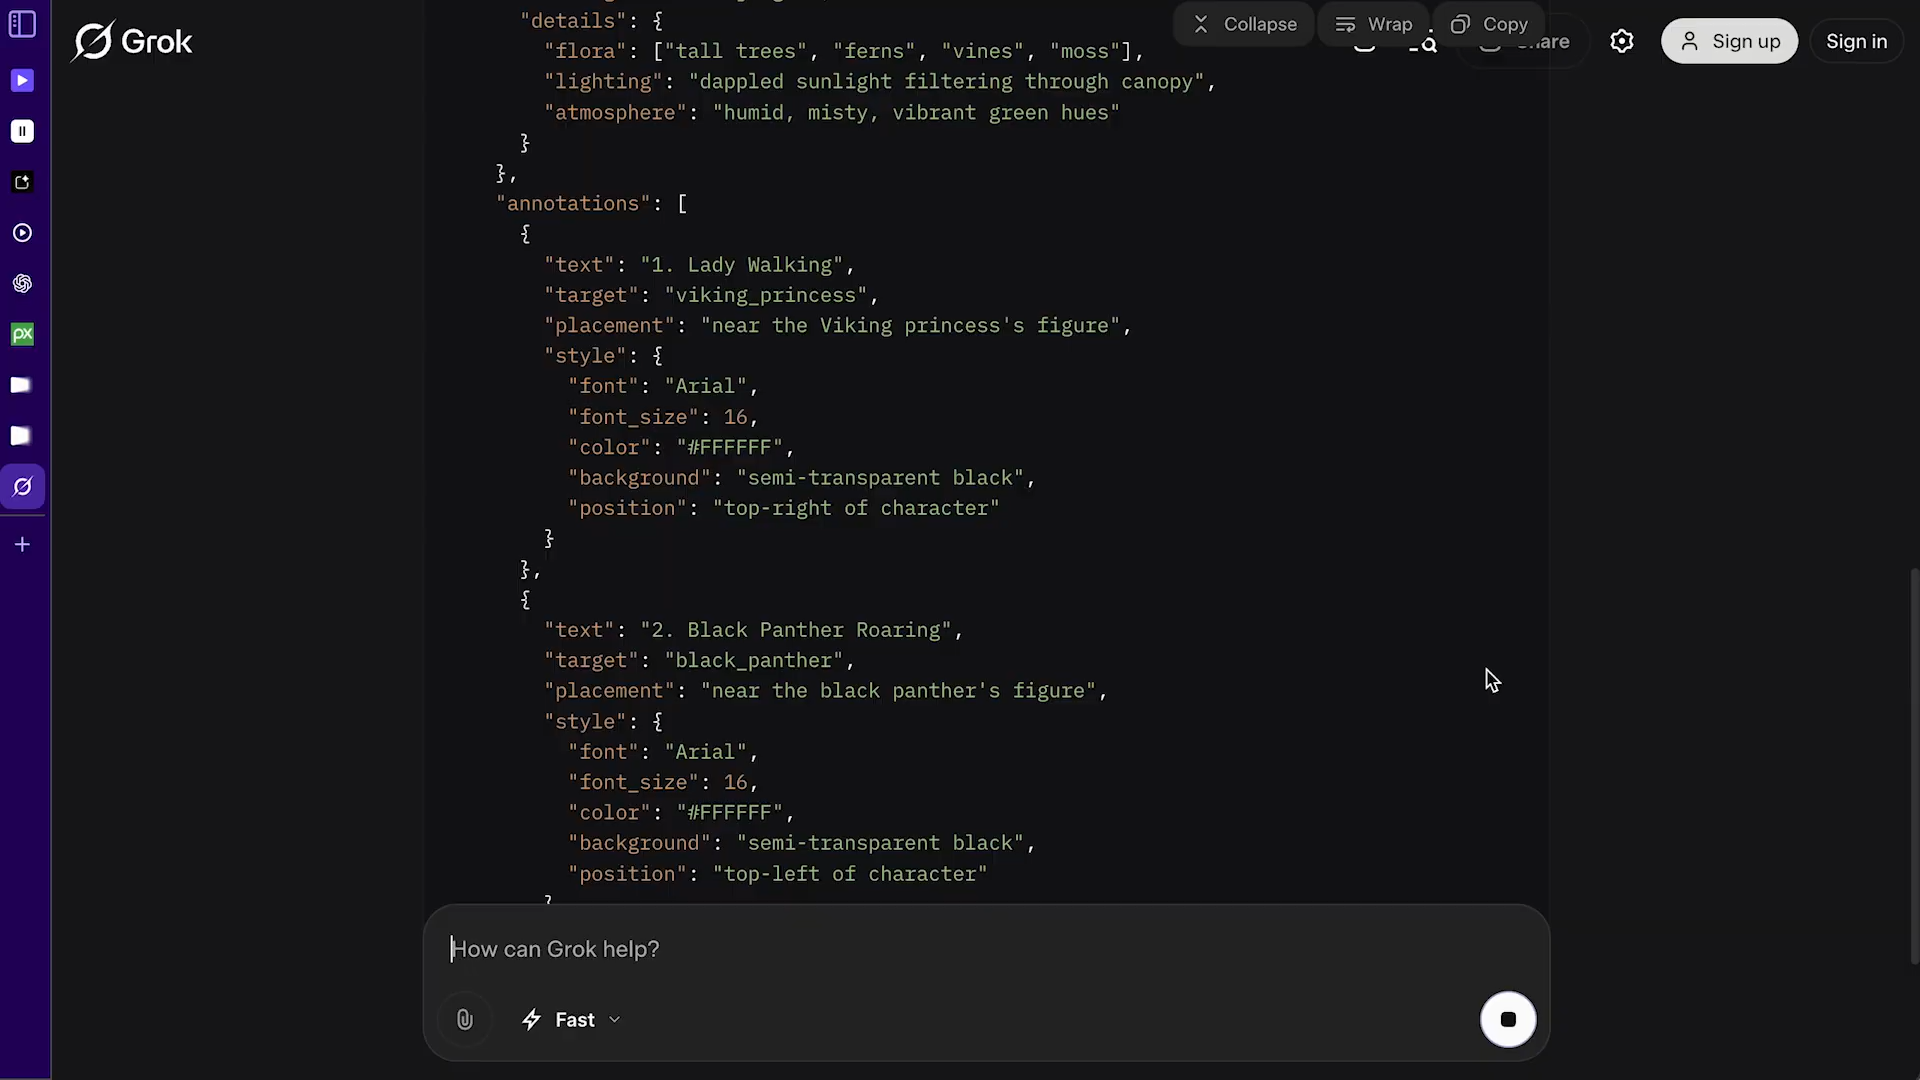 Grok
Collapse
Wrap
Copy
Share
Sign up
Sign in
"details": {
"flora": ["tall trees", "ferns", "vines", "moss"],
"lighting": "dappled sunlight filtering through canopy",
"atmosphere": "humid, misty, vibrant green hues"
}
},
"annotations": [
{
"text": "1. Lady Walking",
"target": "viking_princess",
"placement": "near the Viking princess's figure",
"style": {
"font": "Arial",
"font_size": 16,
"color": "#FFFFFF",
"background": "semi-transparent black",
"position": "top-right of character"
}
},
{
"text": "2. Black Panther Roaring",
"target": "black_panther",
"placement": "near the black panther's figure",
"style": {
"font": "Arial",
"font_size": 16,
"color": "#FFFFFF",
"background": "semi-transparent black",
"position": "top-left of character"
}
How can Grok help?
Fast
px